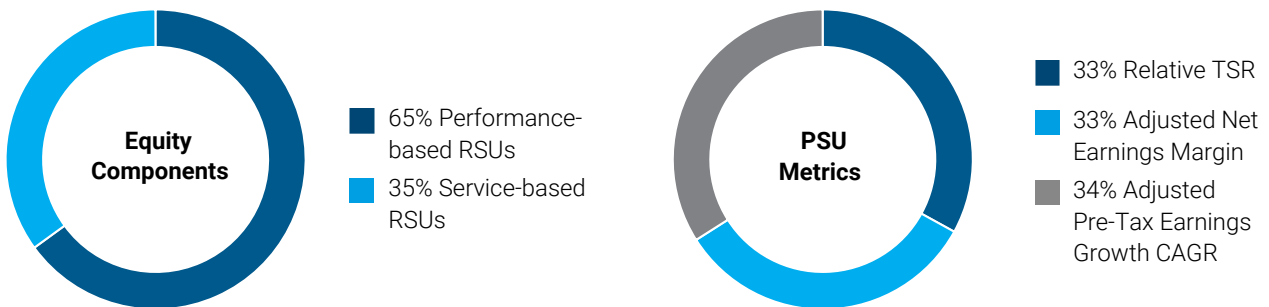 Equity
Components
65% Performance-
based RSUs
35% Service-based
RSUs
PSU
Metrics
33% Relative TSR
33% Adjusted Net
Earnings Margin
34% Adjusted
Pre-Tax Earnings
Growth CAGR